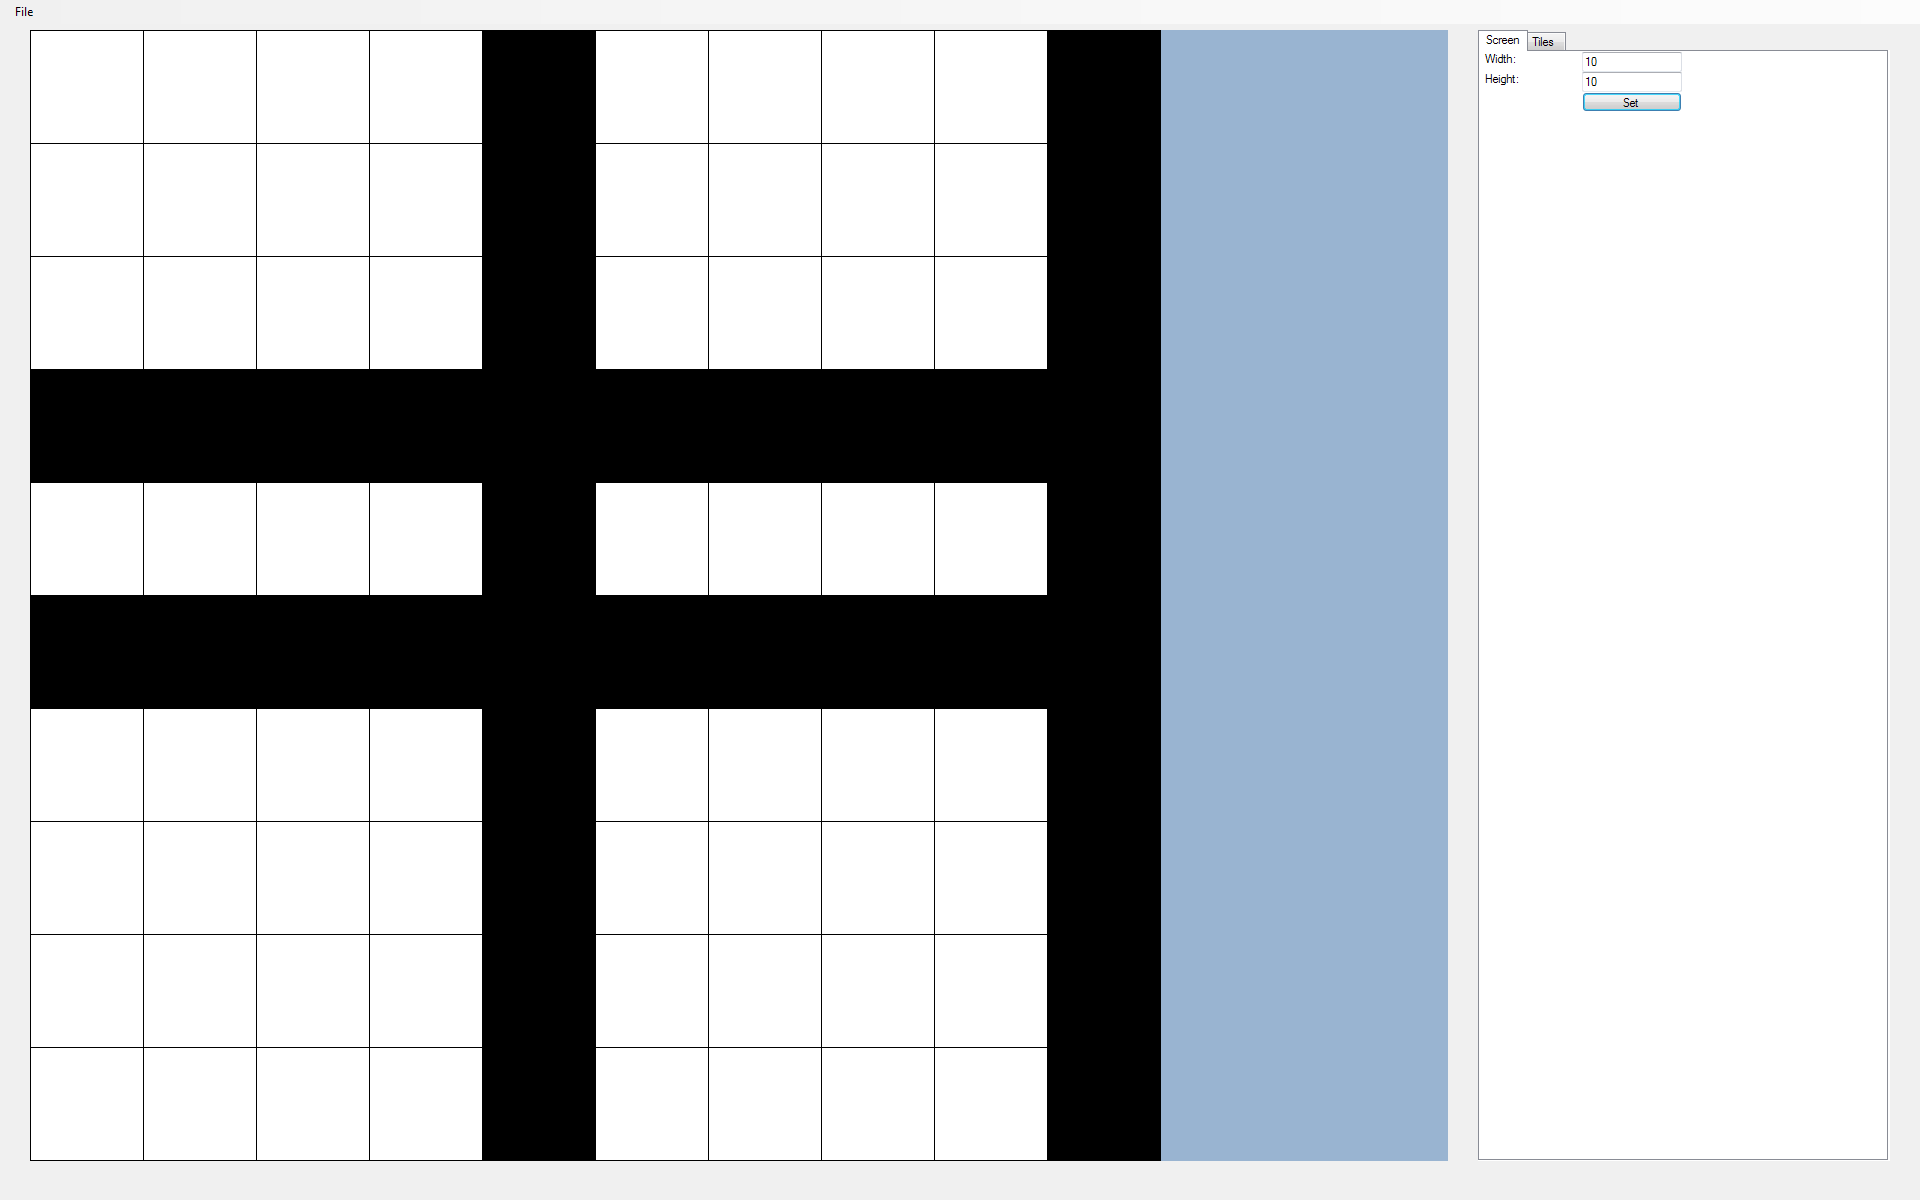 File
Screen Tiles
Width: 10
Height: 10
Set